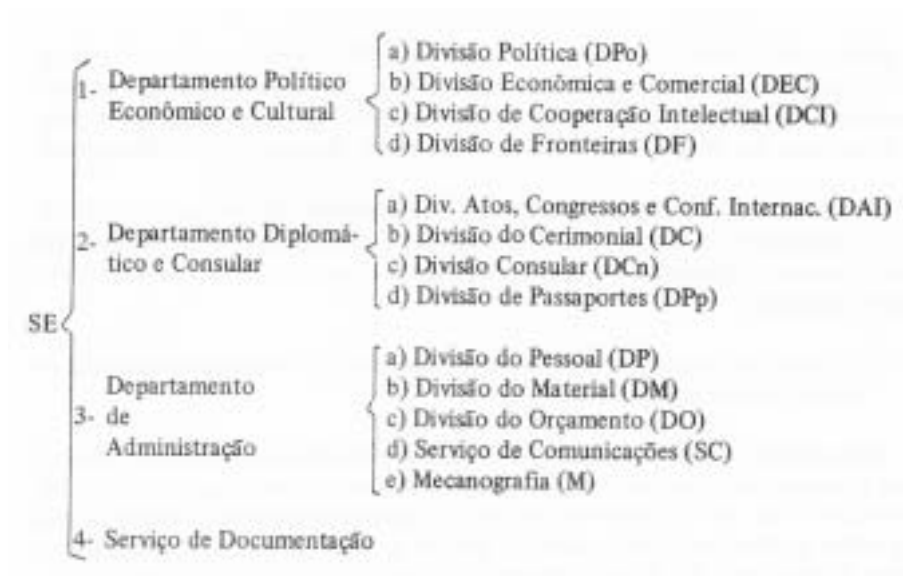 1- Departamento Político
Econômico e Cultural
a) Divisão Política (DPo)
b) Divisão Econômica e Comercial (DEC)
c) Divisão de Cooperação Intelectual (DCI)
d) Divisão de Fronteiras (DF)
2- Departamento Diplomá-
tico e Consular
a) Div. Atos, Congressos e Conf. Internac. (DAI)
b) Divisão do Cerimonial (DC)
c) Divisão Consular (DCn)
d) Divisão de Passaportes (DPp)
SE
Departamento
3- de
Administração
a) Divisão do Pessoal (DP)
b) Divisão do Material (DM)
c) Divisão do Orçamento (DO)
d) Serviço de Comunicações (SC)
e) Mecanografia (M)
4- Serviço de Documentação